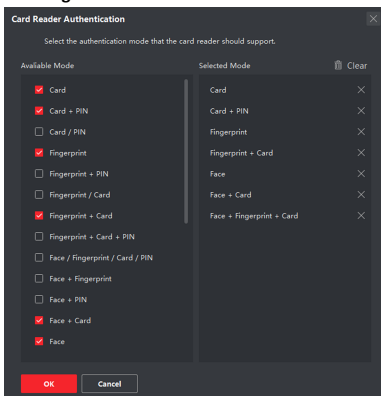 Card Reader Authentication
Select the authentication mode that the card reader should support.
Avaliable Mode
Card
Card + PIN
Card / PIN
Fingerprint
Fingerprint + PIN
Fingerprint / Card
Fingerprint + Card
Fingerprint + Card + PIN
Face / Fingerprint / Card / PIN
Face + Fingerprint
Face + PIN
Face + Card
Face
Selected Mode
Clear
Card
Card + PIN
Fingerprint
Fingerprint + Card
Face
Face + Card
Face + Fingerprint + Card
OK
Cancel